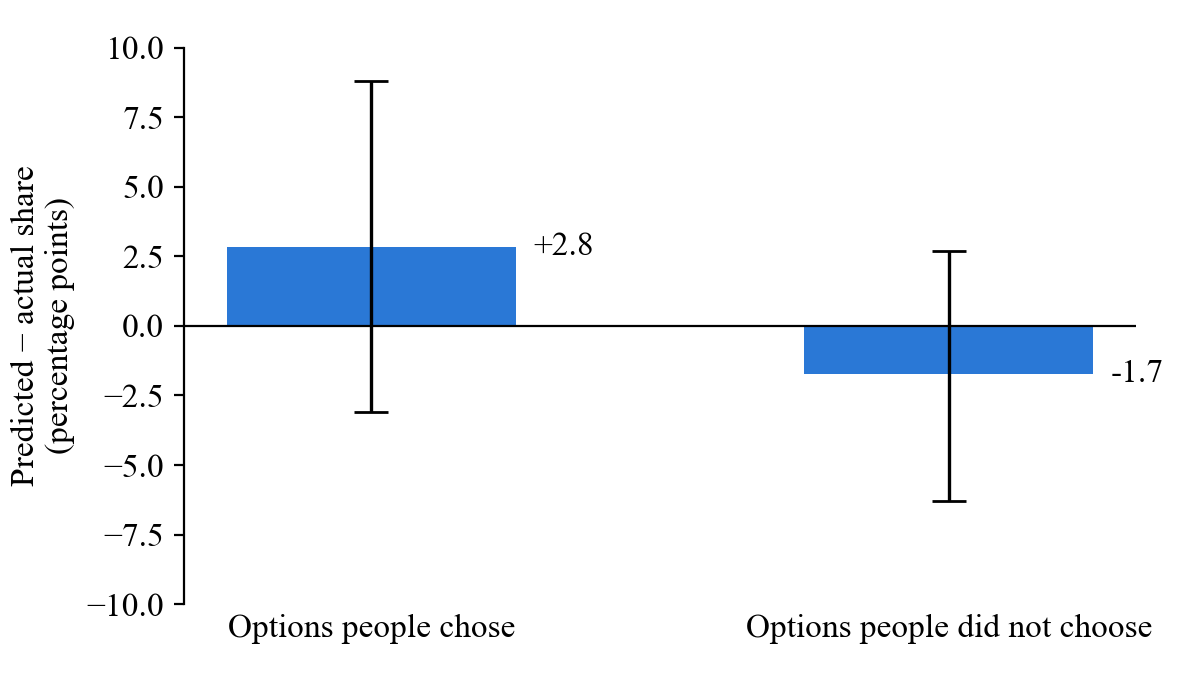 Predicted − actual share
(percentage points)
10.0
7.5
5.0
2.5
0.0
−2.5
−5.0
−7.5
−10.0
+2.8
-1.7
Options people chose
Options people did not choose